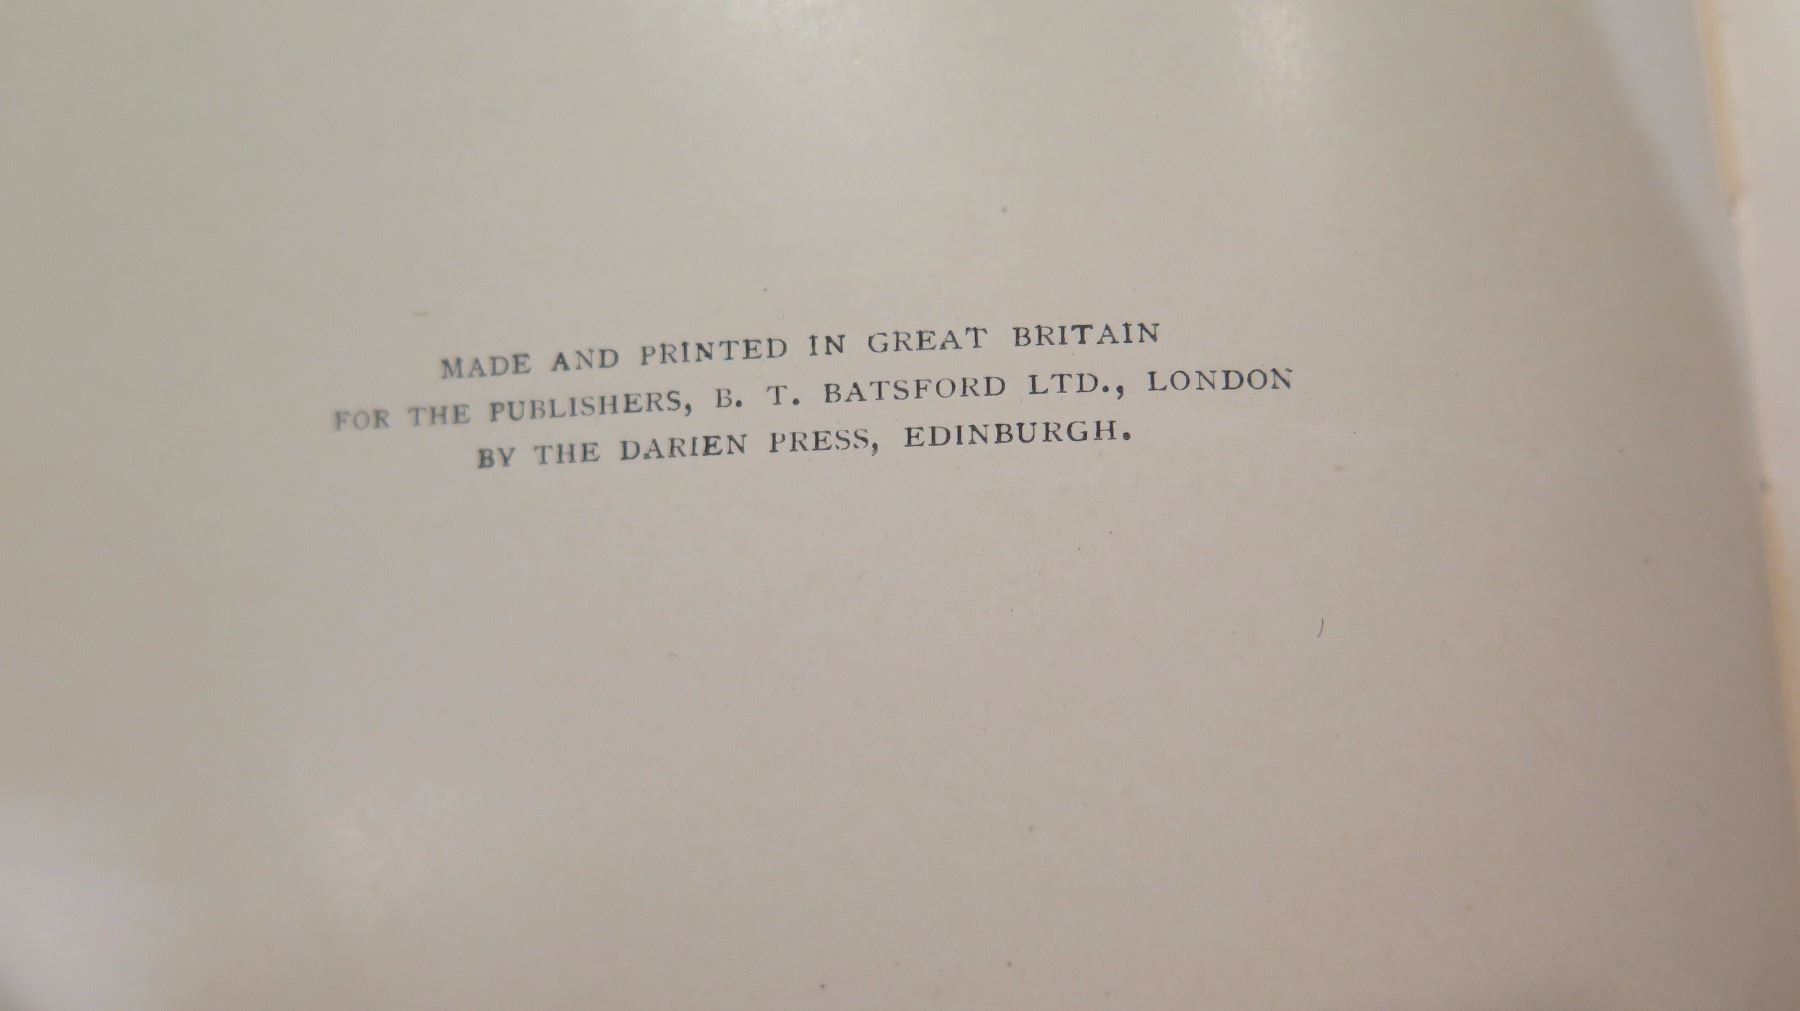 MADE AND PRINTED IN GREAT BRITAIN
FOR THE PUBLISHERS, B. T. BATSFORD LTD., LONDON
BY THE DARIEN PRESS, EDINBURGH.